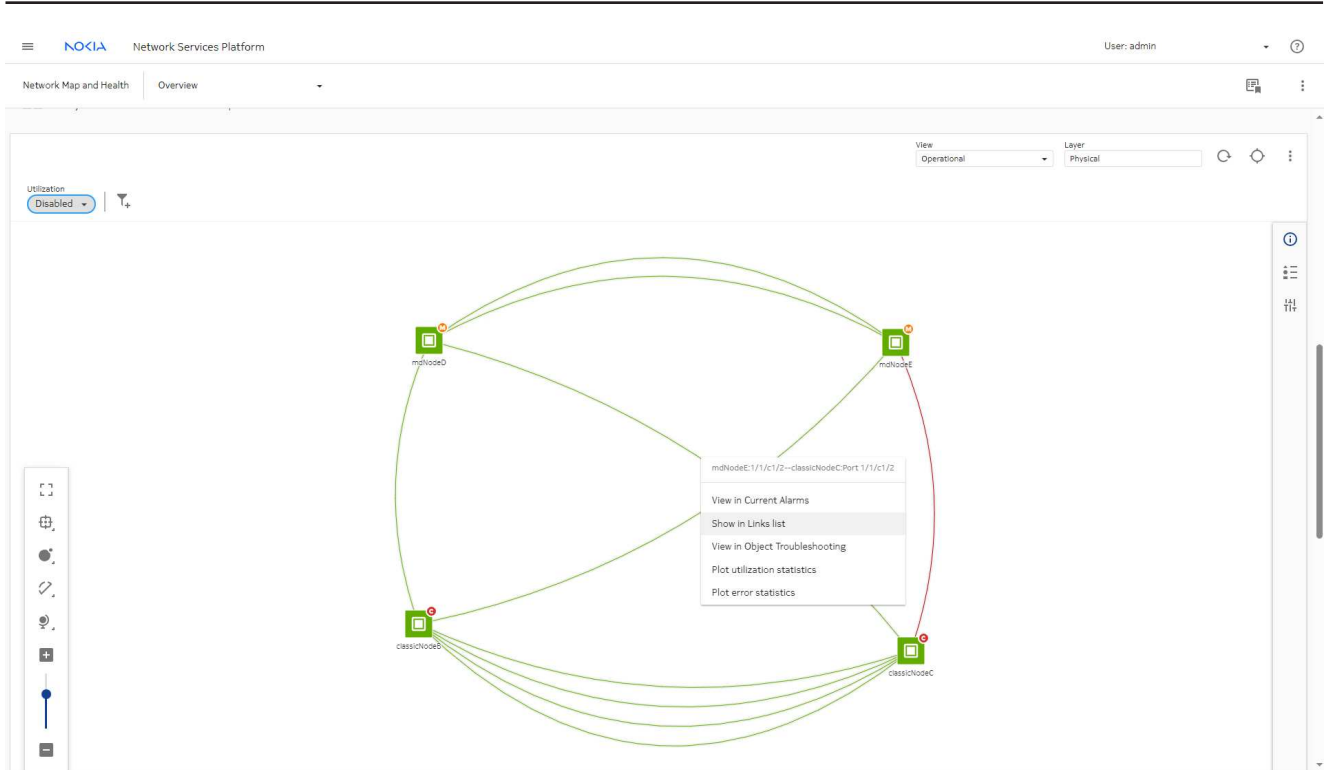 NOKIA Network Services Platform User: admin
Network Map and Health Overview
View
Operational
Layer
Physical
Utilization
Disabled
M
mdNodeD
M
mdNodeE
mdNodeE:1/1/c1/2--classicNodeC:Port 1/1/c1/2
View in Current Alarms
Show in Links list
View in Object Troubleshooting
Plot utilization statistics
Plot error statistics
C
classicNodeB
C
classicNodeC